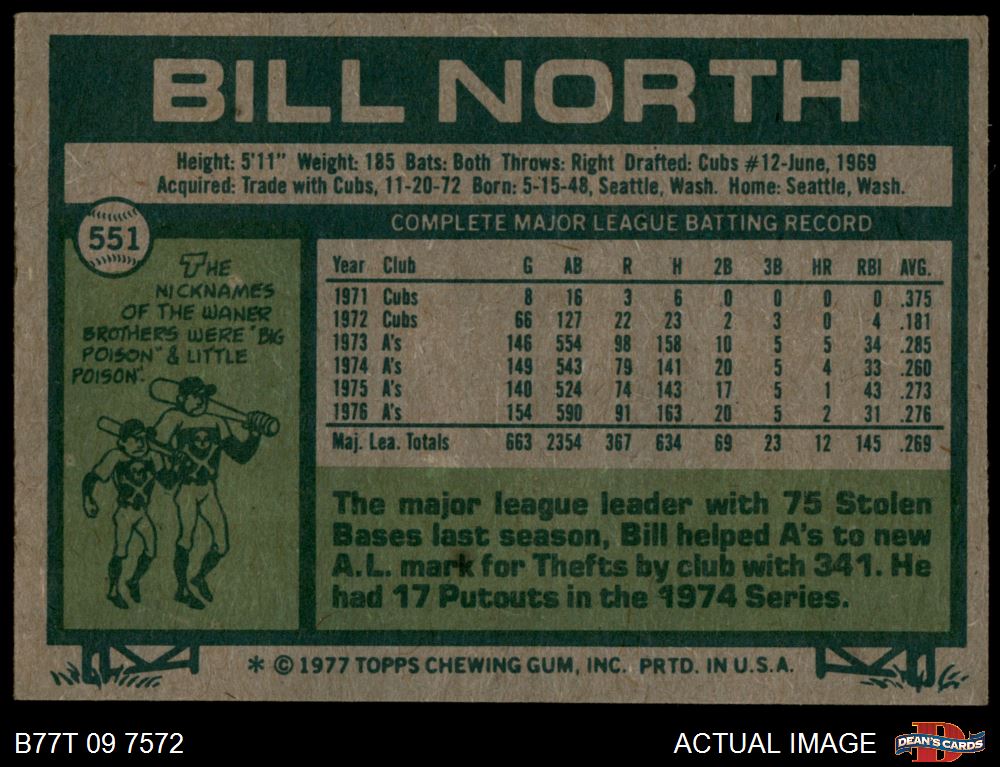 BILL NORTH
Height: 5'11" Weight: 185 Bats: Both Throws: Right Drafted: Cubs #12-June, 1969
Acquired: Trade with Cubs, 11-20-72 Born: 5-15-48, Seattle, Wash. Home: Seattle, Wash.
551
THE
NICKNAMES
OF THE WANER
BROTHERS WERE "BIG
POISON" & LITTLE
POISON".
COMPLETE MAJOR LEAGUE BATTING RECORD
Year Club G AB R H 2B 3B HR RBI AVG.
1971 Cubs 8 16 3 6 0 0 0 0 .375
1972 Cubs 66 127 22 23 2 3 0 4 .181
1973 A's 146 554 98 158 10 5 5 34 .285
1974 A's 149 543 79 141 20 5 4 33 .260
1975 A's 140 524 74 143 17 5 1 43 .273
1976 A's 154 590 91 163 20 5 2 31 .276
Maj. Lea. Totals 663 2354 367 634 69 23 12 145 .269
The major league leader with 75 Stolen
Bases last season, Bill helped A's to new
A.L. mark for Thefts by club with 341. He
had 17 Putouts in the 1974 Series.
* © 1977 TOPPS CHEWING GUM, INC. PRTD. IN U.S.A.
B77T 09 7572
ACTUAL IMAGE
D
DEAN'S CARDS